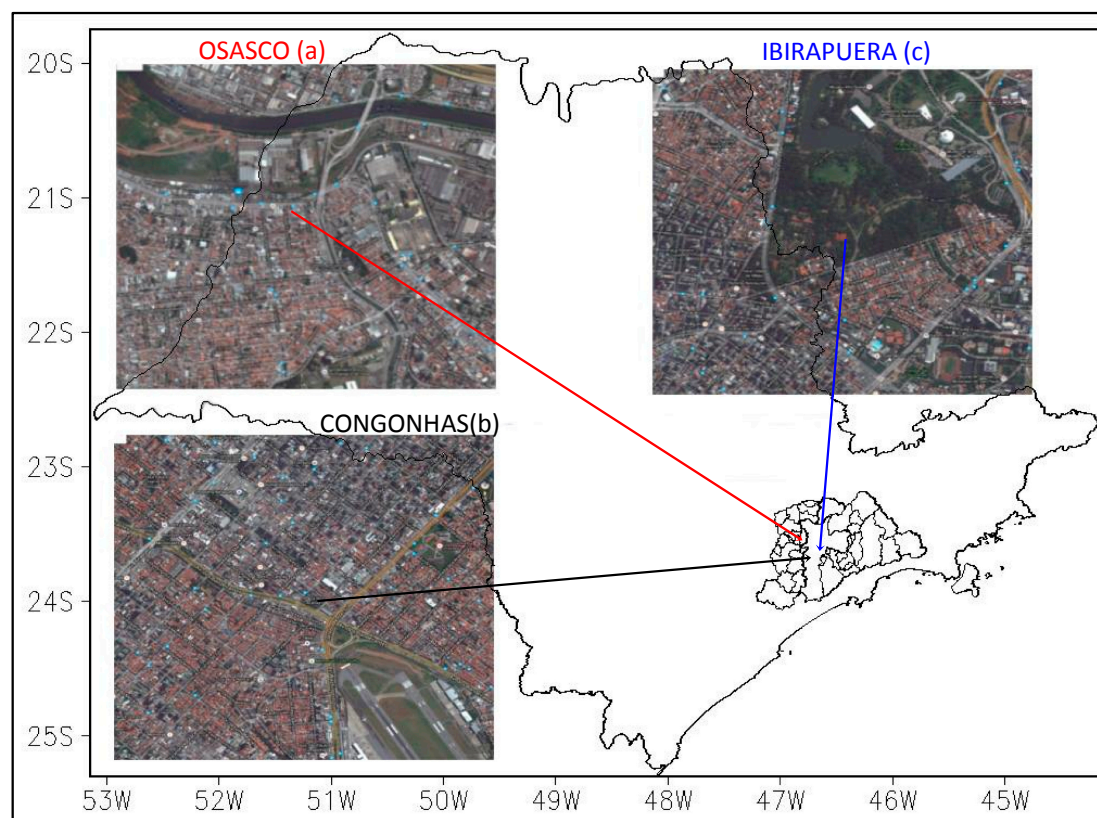 OSASCO (a)
IBIRAPUERA (c)
CONGONHAS(b)
20S
21S
22S
23S
24S
25S
53W 52W 51W 50W 49W 48W 47W 46W 45W